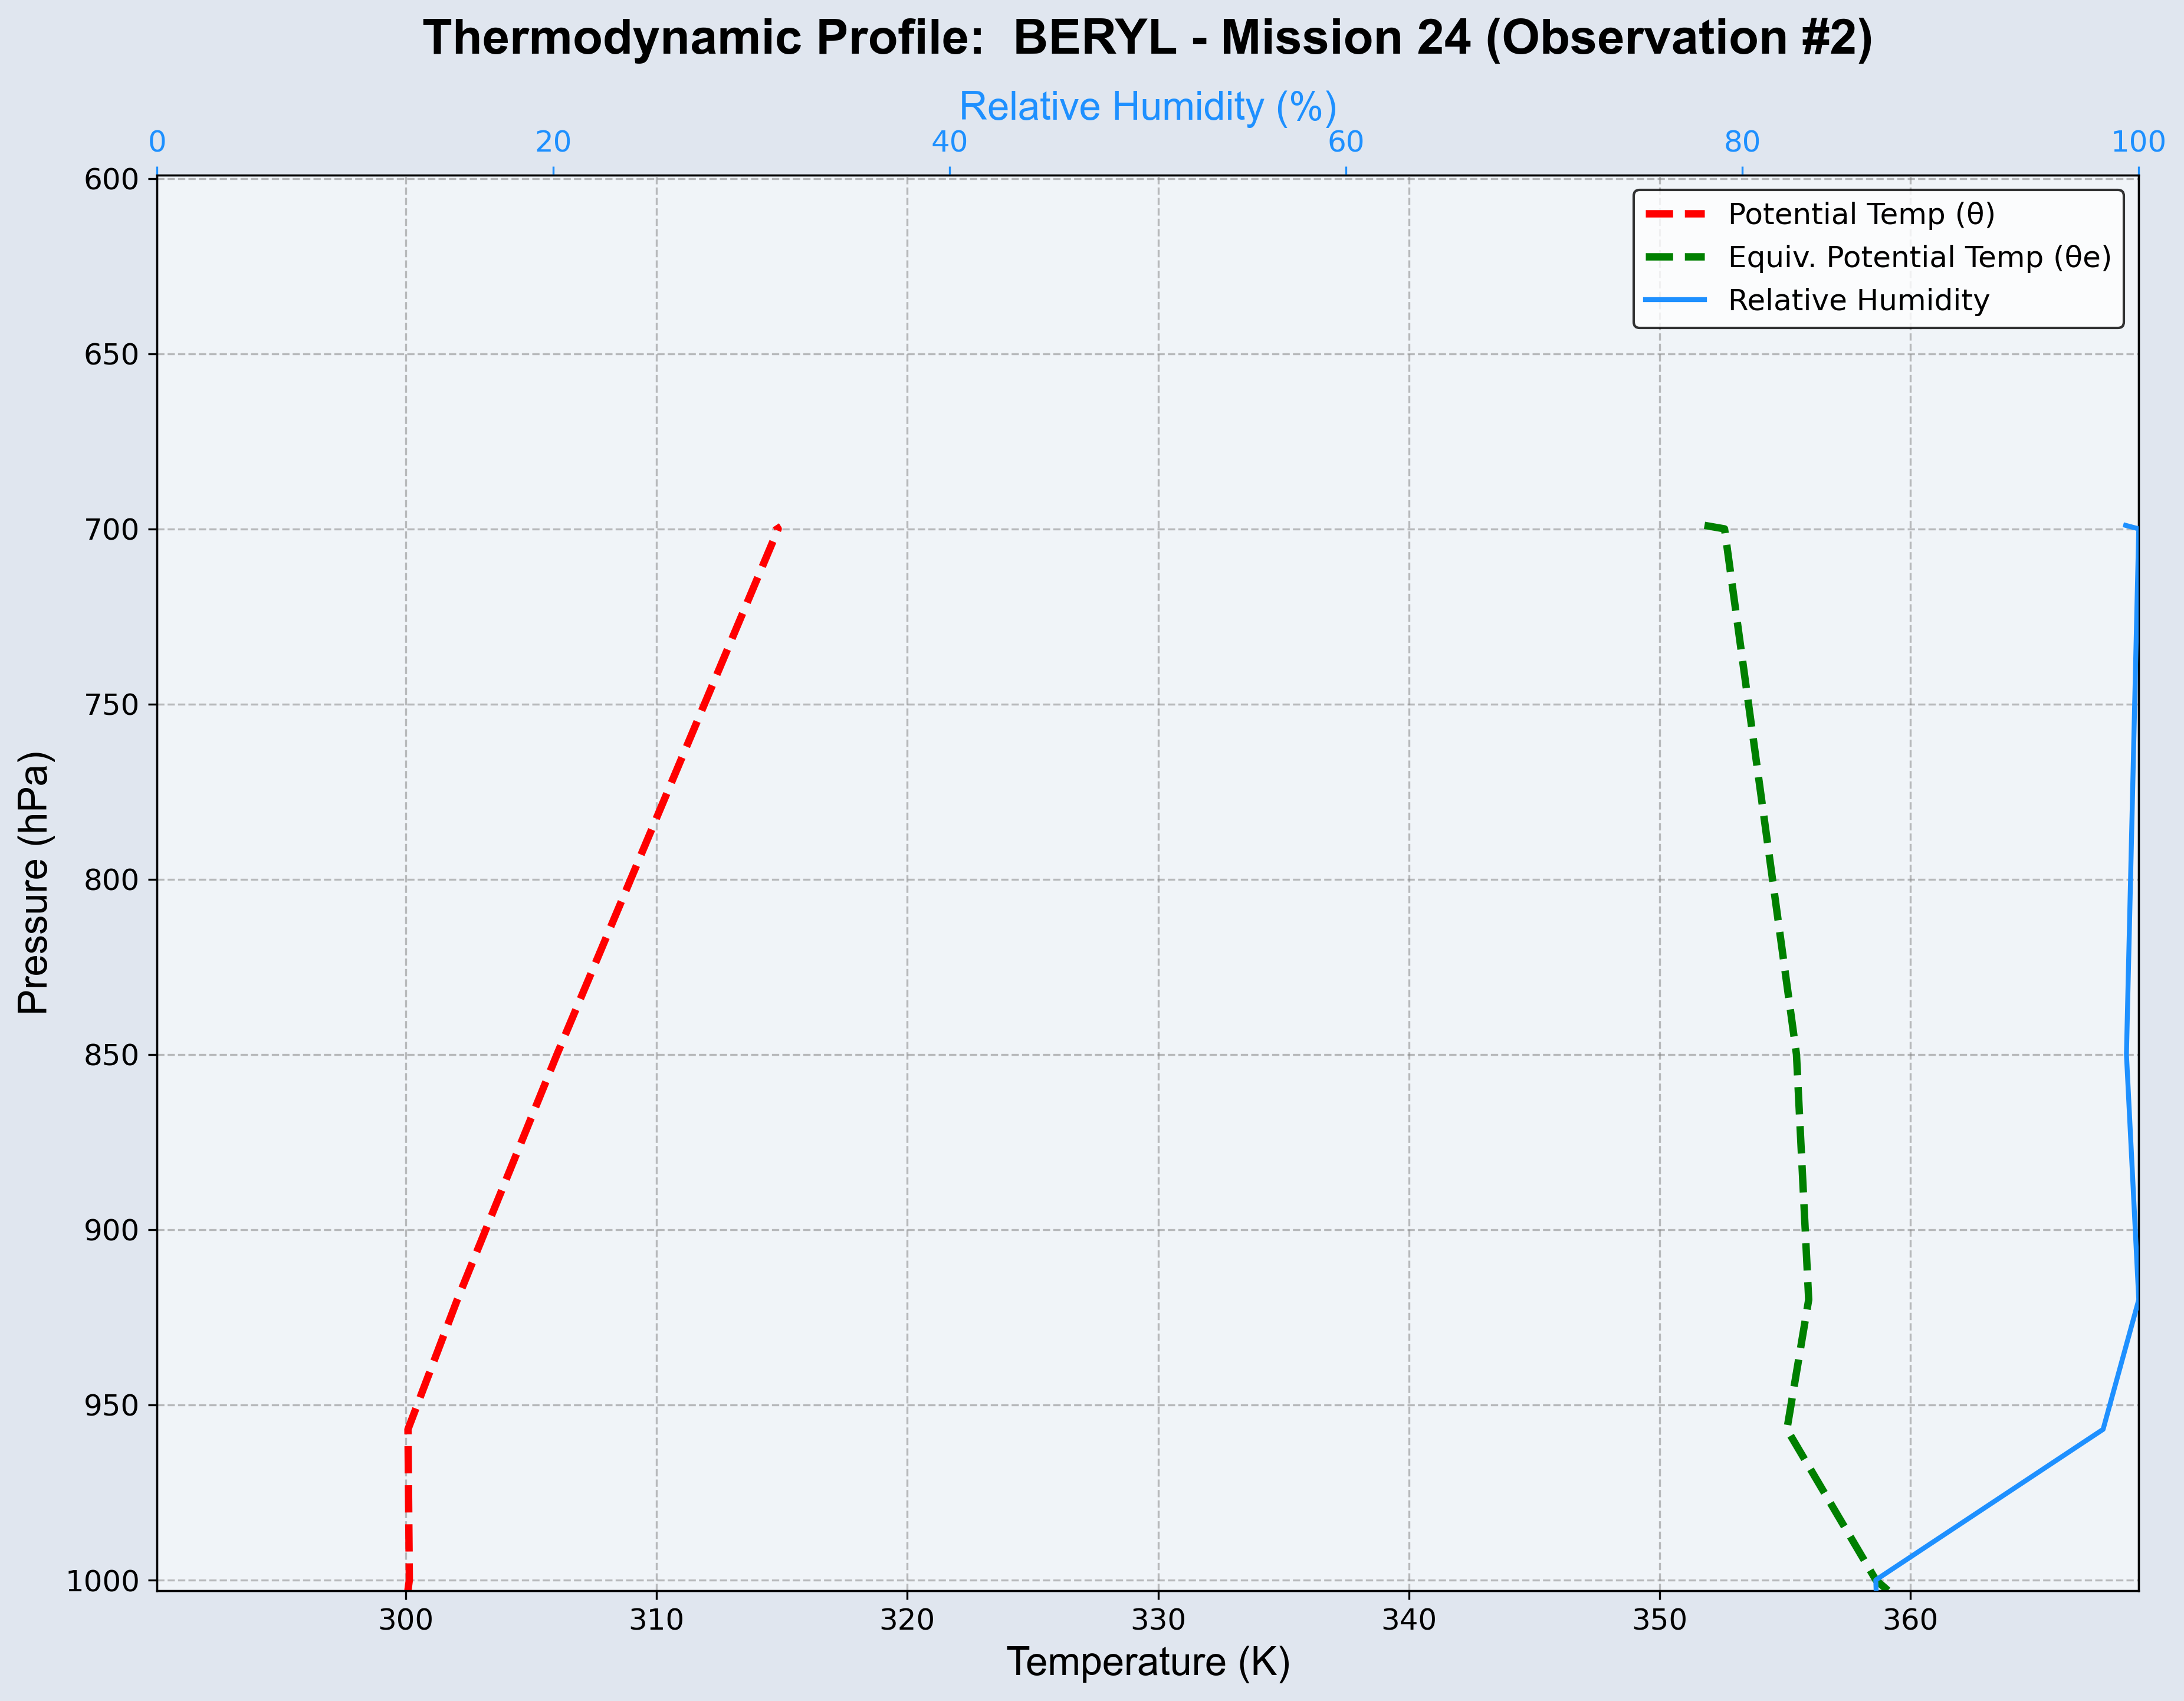 Thermodynamic Profile:  BERYL - Mission 24 (Observation #2)
Relative Humidity (%)
0 20 40 60 80 100
Potential Temp (θ)
Equiv. Potential Temp (θe)
Relative Humidity
Pressure (hPa)
600
650
700
750
800
850
900
950
1000
300 310 320 330 340 350 360
Temperature (K)